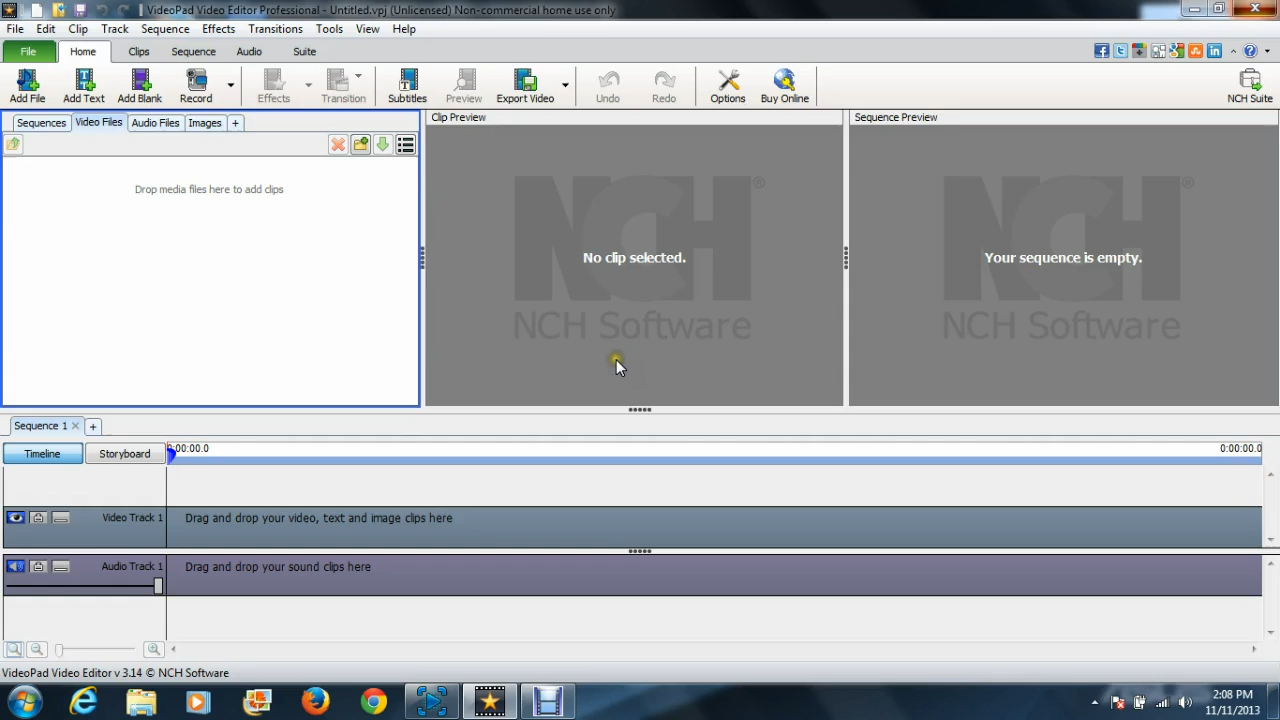 VideoPad Video Editor Professional - Untitled.vpj (Unlicensed) Non-commercial home use only
File Edit Clip Track Sequence Effects Transitions Tools View Help
File Home Clips Sequence Audio Suite
Add File Add Text Add Blank Record Effects Transition Subtitles Preview Export Video Undo Redo Options Buy Online NCH Suite
Sequences Video Files Audio Files Images +
Clip Preview
Sequence Preview
Drop media files here to add clips
NCH®
No clip selected.
NCH Software
NCH®
Your sequence is empty.
NCH Software
Sequence 1 +
Timeline Storyboard
0:00:00.0 0:00:00.0
Video Track 1 Drag and drop your video, text and image clips here
Audio Track 1 Drag and drop your sound clips here
VideoPad Video Editor v 3.14 © NCH Software
2:08 PM
11/11/2013